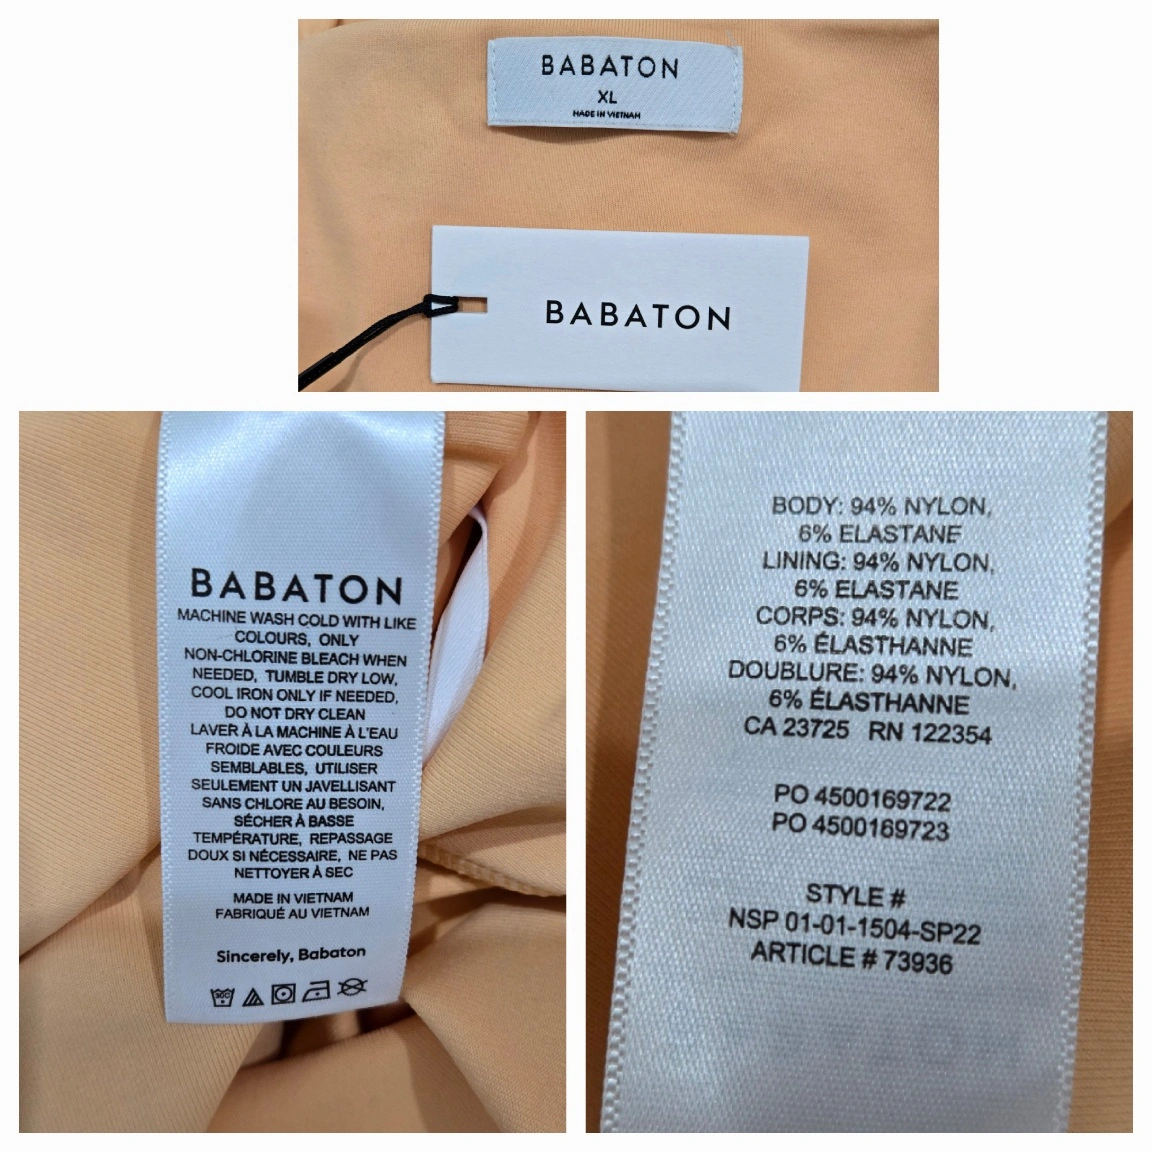 BABATON
XL
MADE IN VIETNAM
BABATON
BABATON
MACHINE WASH COLD WITH LIKE
COLOURS, ONLY
NON-CHLORINE BLEACH WHEN
NEEDED, TUMBLE DRY LOW,
COOL IRON ONLY IF NEEDED,
DO NOT DRY CLEAN
LAVER À LA MACHINE À L'EAU
FROIDE AVEC COULEURS
SEMBLABLES, UTILISER
SEULEMENT UN JAVELLISANT
SANS CHLORE AU BESOIN,
SÉCHER À BASSE
TEMPÉRATURE, REPASSAGE
DOUX SI NÉCESSAIRE, NE PAS
NETTOYER À SEC
MADE IN VIETNAM
FABRIQUÉ AU VIETNAM
Sincerely, Babaton
30C
BODY: 94% NYLON,
6% ELASTANE
LINING: 94% NYLON,
6% ELASTANE
CORPS: 94% NYLON,
6% ÉLASTHANNE
DOUBLURE: 94% NYLON,
6% ÉLASTHANNE
CA 23725 RN 122354
PO 4500169722
PO 4500169723
STYLE #
NSP 01-01-1504-SP22
ARTICLE # 73936